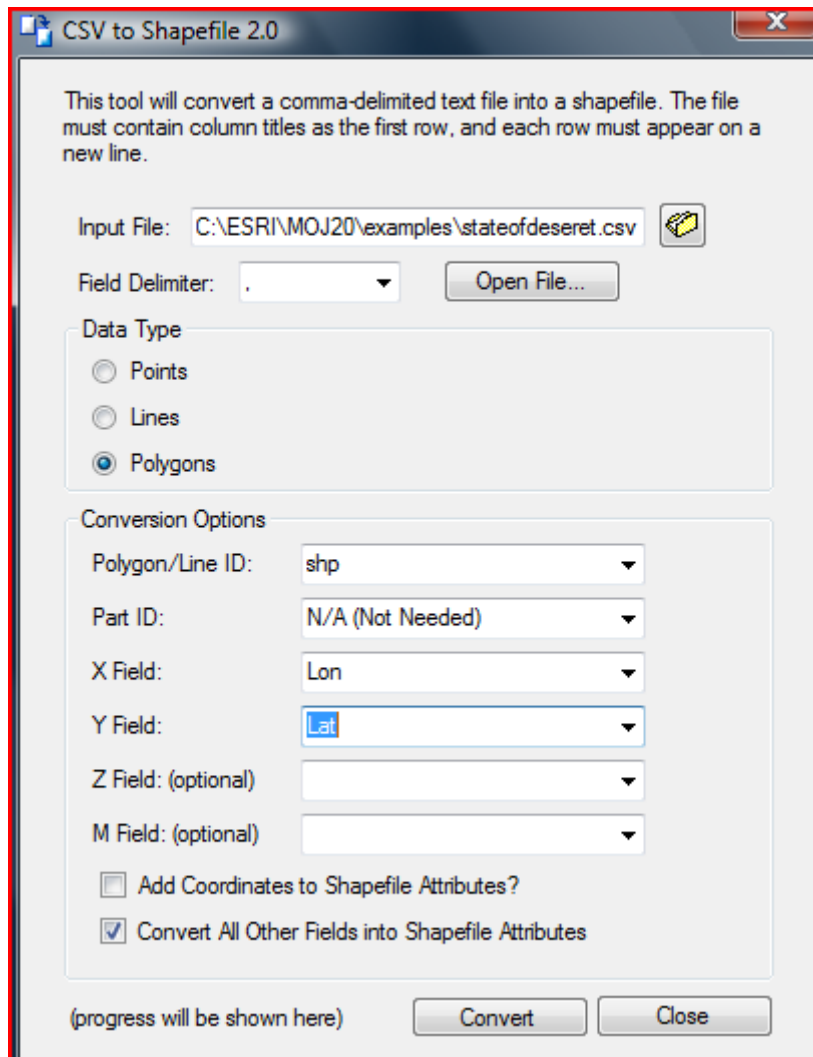 CSV to Shapefile 2.0
This tool will convert a comma-delimited text file into a shapefile. The file
must contain column titles as the first row, and each row must appear on a
new line.
Input File: C:\ESRI\MOJ20\examples\stateofdeseret.csv
Field Delimiter: , Open File...
Data Type
Points
Lines
Polygons
Conversion Options
Polygon/Line ID: shp
Part ID: N/A (Not Needed)
X Field: Lon
Y Field: Lat
Z Field: (optional)
M Field: (optional)
Add Coordinates to Shapefile Attributes?
Convert All Other Fields into Shapefile Attributes
(progress will be shown here) Convert Close